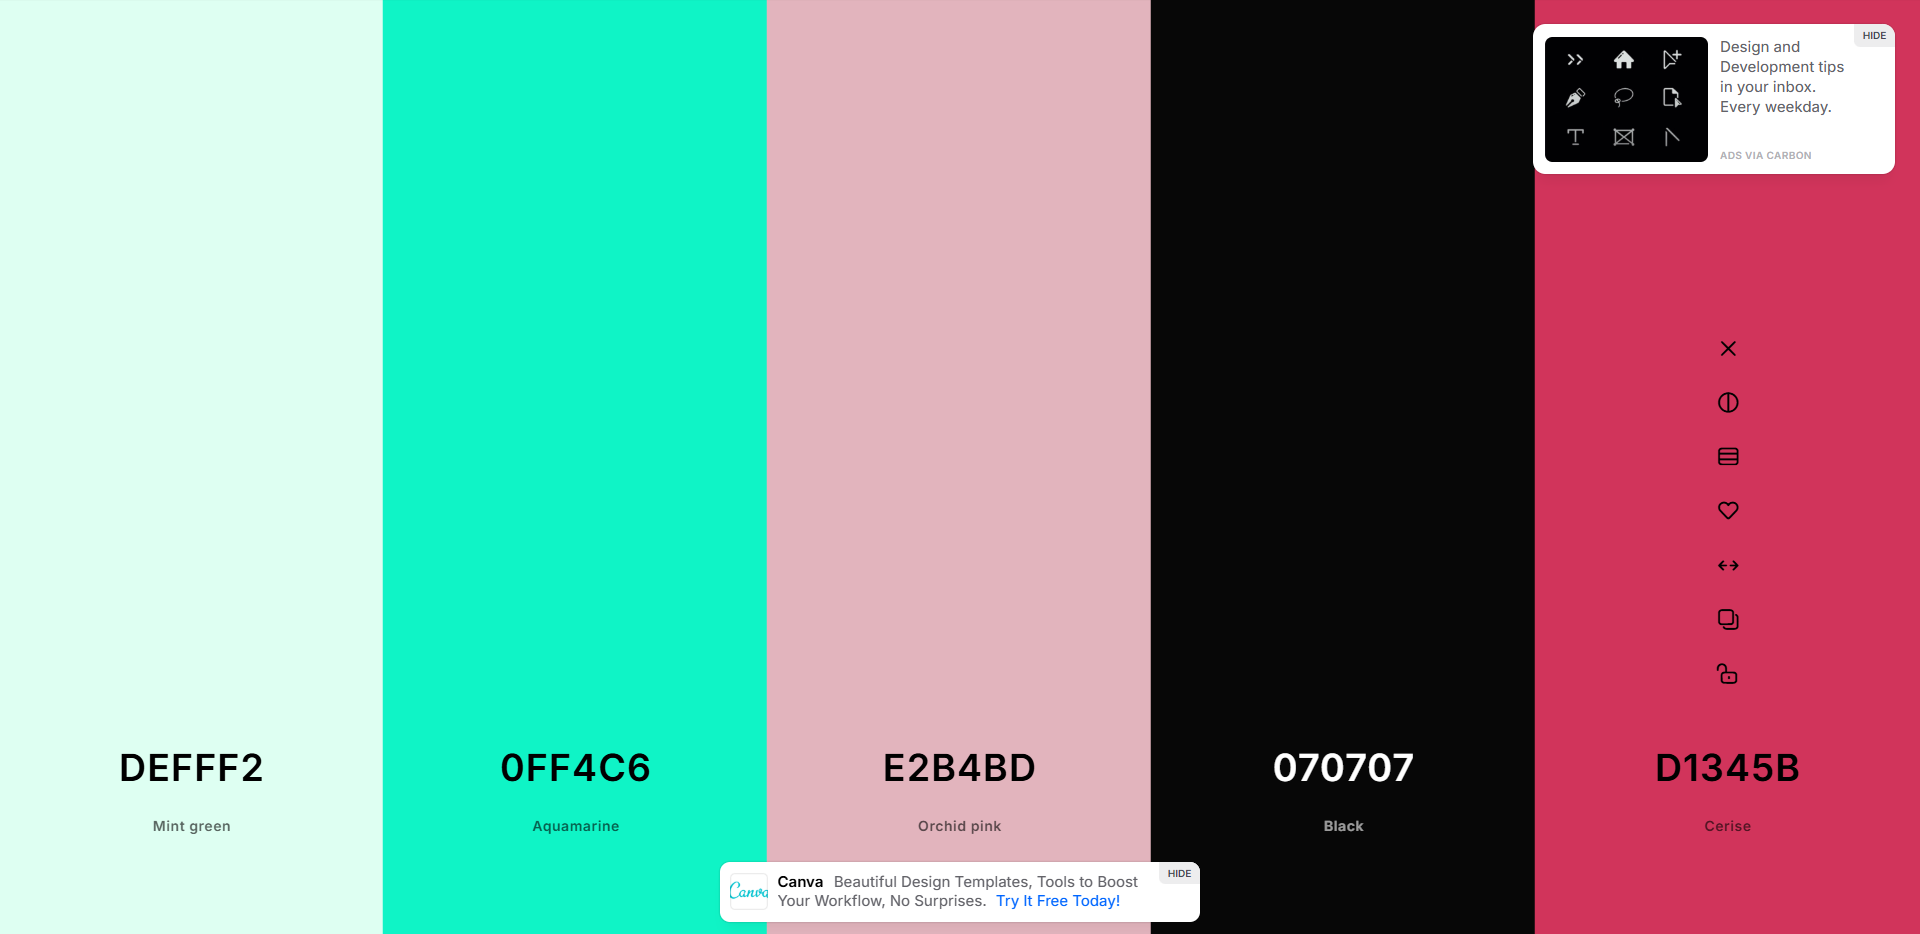 HIDE
Design and
Development tips
in your inbox.
Every weekday.
ADS VIA CARBON
DEFFF2
0FF4C6
E2B4BD
070707
D1345B
Mint green
Aquamarine
Orchid pink
Black
Cerise
HIDE
Canva
Canva Beautiful Design Templates, Tools to Boost
Your Workflow, No Surprises. Try It Free Today!